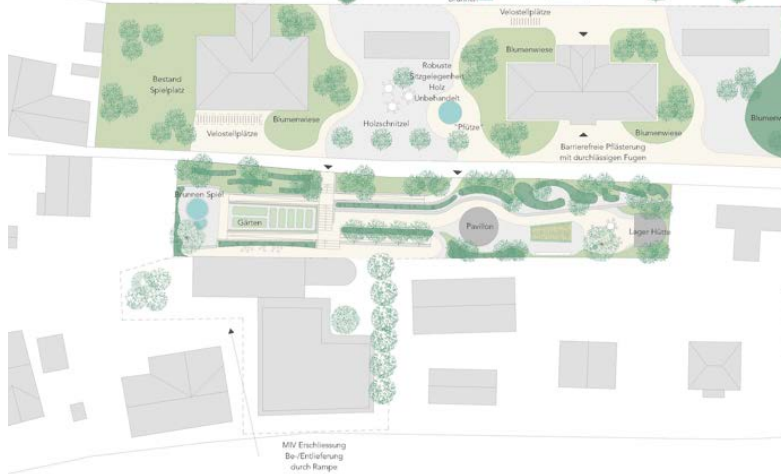 Velostellplätze
Blumenwiese
Robuste
Sitzgelegenheit
Holz
Unbehandelt
Bestand
Spielplatz
Blumenwiese
Holzschnitzel
"Pfütze"
Blumenwiese
Velostellplätze
Barrierefreie Pflästerung
mit durchlässigen Fugen
Brunnen Spiel
Gärten
Pavillon
Lager Hütte
MIV Erschliessung
Be-/Entlieferung
durch Rampe